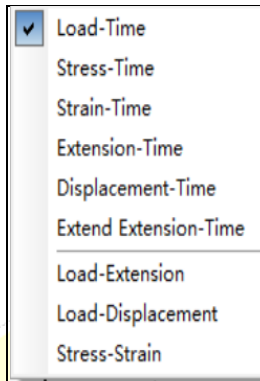 Load-Time
Stress-Time
Strain-Time
Extension-Time
Displacement-Time
Extend Extension-Time
Load-Extension
Load-Displacement
Stress-Strain